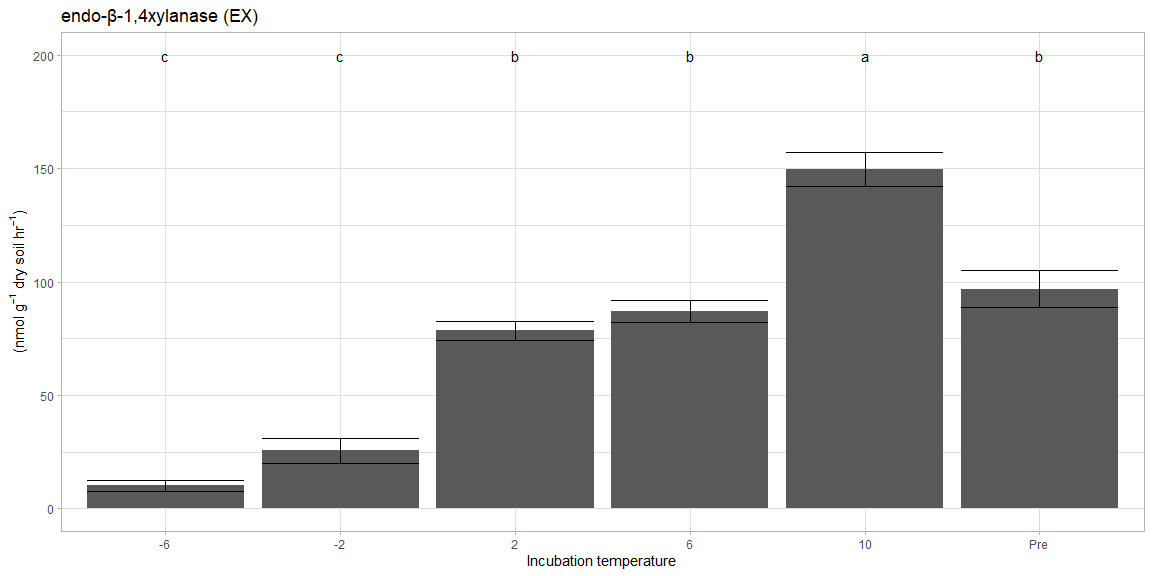 endo-β-1,4xylanase (EX)
200
c c b b a b
150
100
50
0
(nmol g⁻¹ dry soil hr⁻¹)
-6 -2 2 6 10 Pre
Incubation temperature